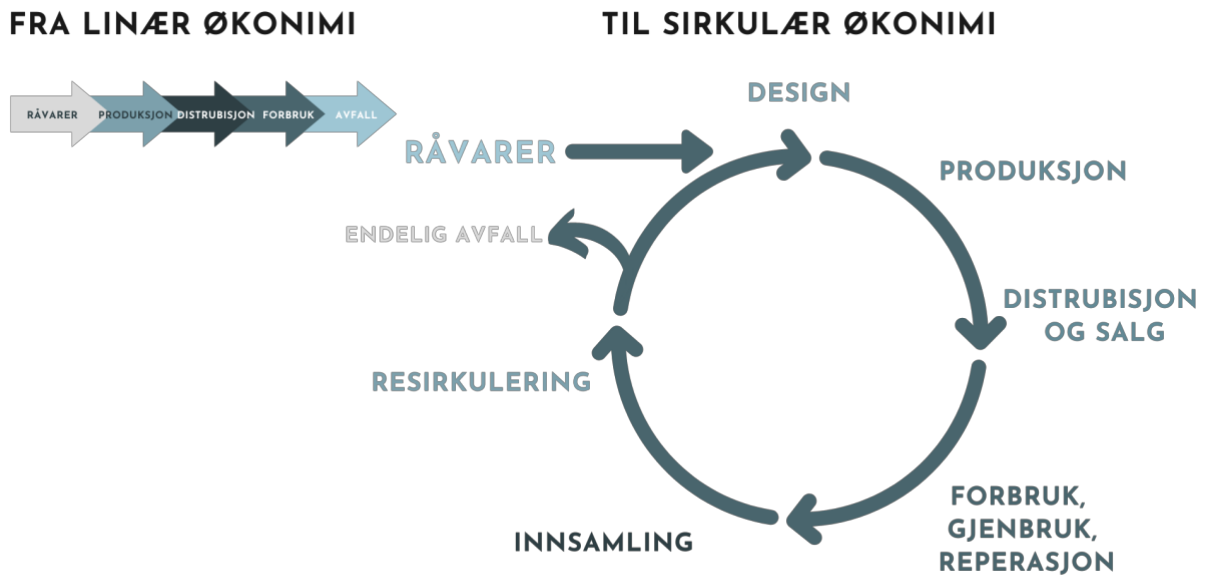 FRA LINÆR ØKONIMI
TIL SIRKULÆR ØKONIMI
RÅVARER
PRODUKSJON
DISTRUBISJON
FORBRUK
AVFALL
DESIGN
RÅVARER
PRODUKSJON
ENDELIG AVFALL
DISTRUBISJON
OG SALG
RESIRKULERING
FORBRUK,
GJENBRUK,
REPERASJON
INNSAMLING